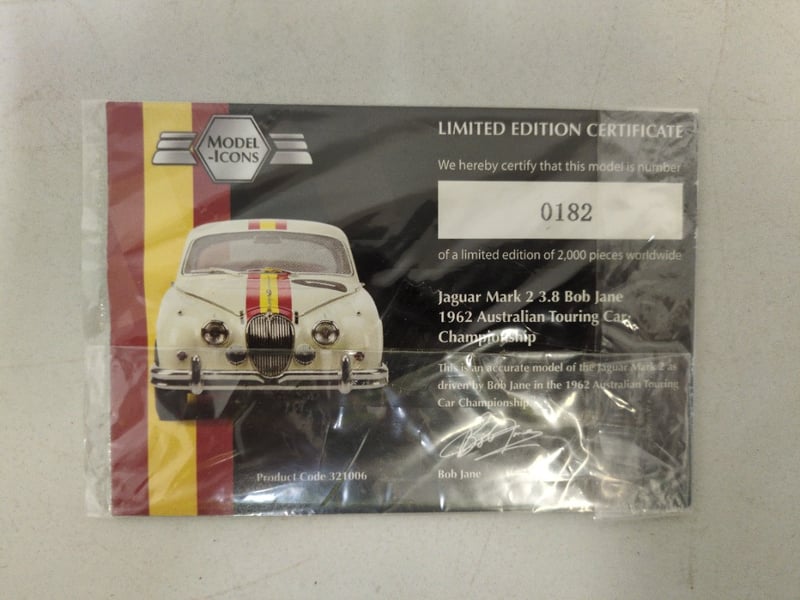 MODEL
-ICONS
LIMITED EDITION CERTIFICATE
We hereby certify that this model is number
0182
of a limited edition of 2,000 pieces worldwide
Jaguar Mark 2 3.8 Bob Jane
1962 Australian Touring Car
Championship
This is an accurate model of the Jaguar Mark 2 as
driven by Bob Jane in the 1962 Australian Touring
Car Championship.
Bob Jane
Bob Jane
Product Code 321006